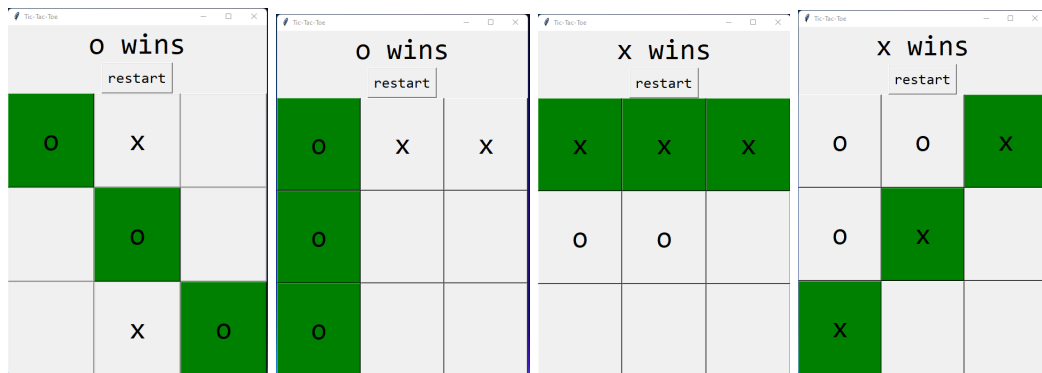 Tic-Tac-Toe
o wins
restart
o x
o
x o
Tic-Tac-Toe
o wins
restart
o x x
o
o
Tic-Tac-Toe
x wins
restart
x x x
o o
Tic-Tac-Toe
x wins
restart
o o x
o x
x